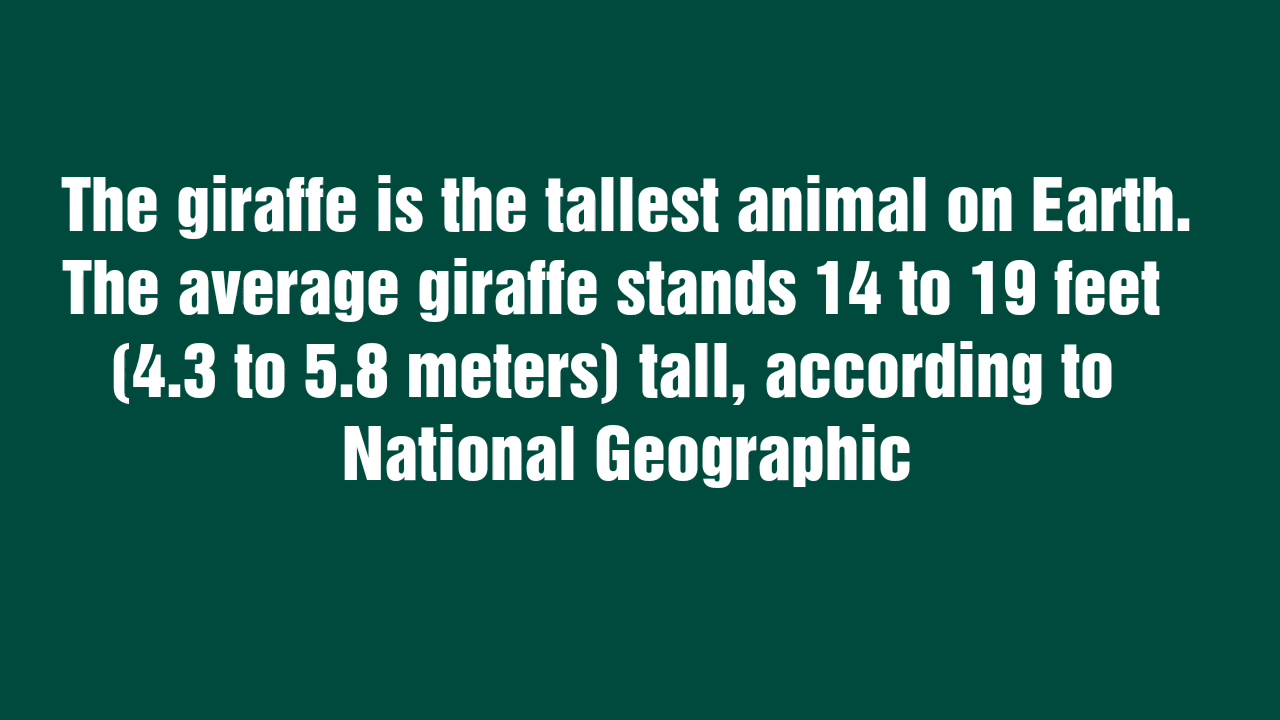 The giraffe is the tallest animal on Earth.
The average giraffe stands 14 to 19 feet
(4.3 to 5.8 meters) tall, according to
National Geographic